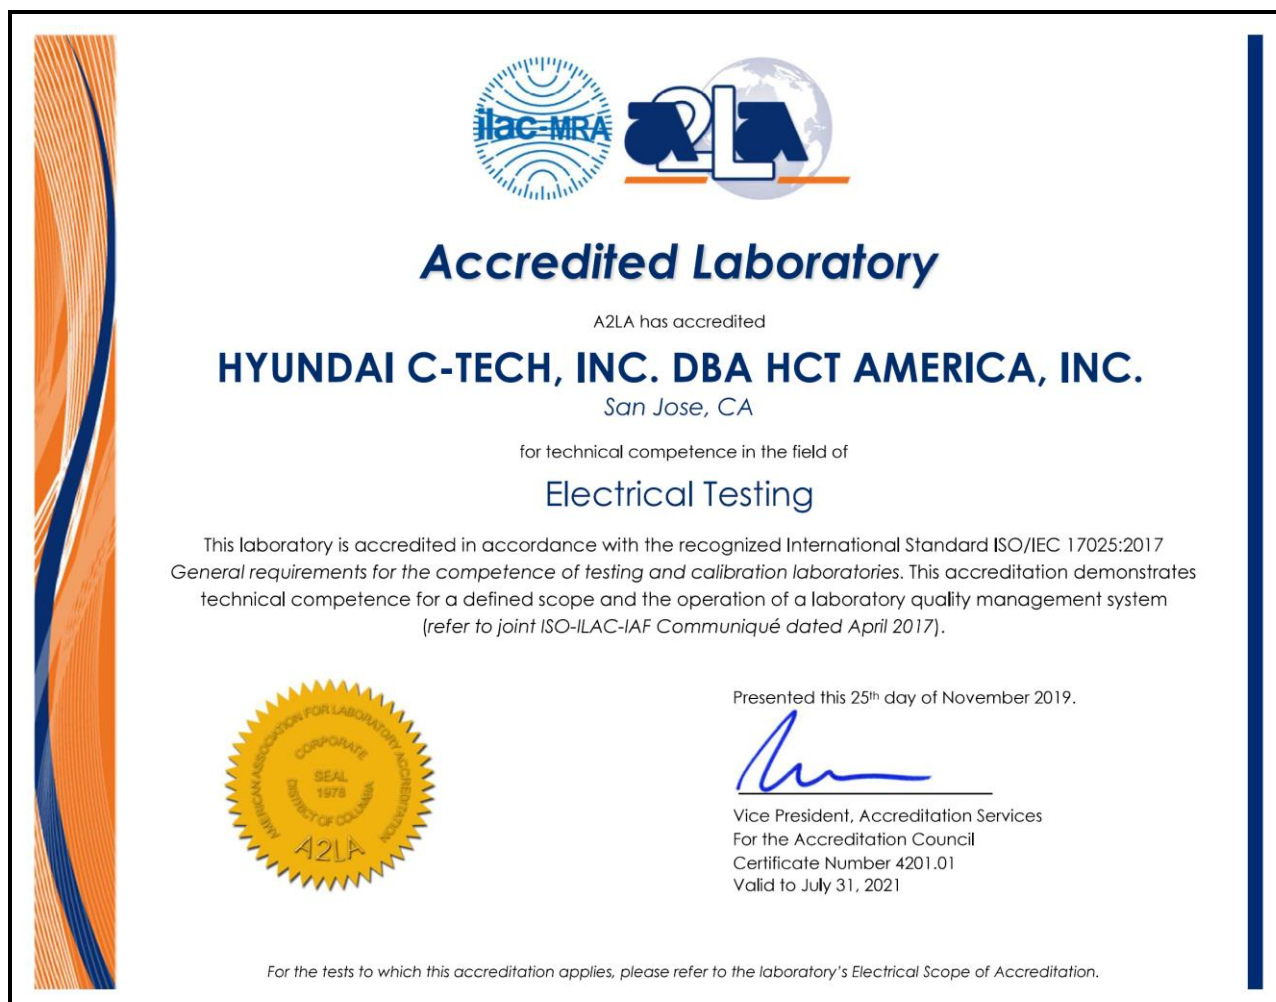 ilac-MRA
A2LA
Accredited Laboratory
A2LA has accredited
HYUNDAI C-TECH, INC. DBA HCT AMERICA, INC.
San Jose, CA
for technical competence in the field of
Electrical Testing
This laboratory is accredited in accordance with the recognized International Standard ISO/IEC 17025:2017
General requirements for the competence of testing and calibration laboratories. This accreditation demonstrates
technical competence for a defined scope and the operation of a laboratory quality management system
(refer to joint ISO-ILAC-IAF Communiqué dated April 2017).
AMERICAN ASSOCIATION FOR LABORATORY ACCREDITATION
CORPORATE
SEAL
1978
DISTRICT OF COLUMBIA
A2LA
Presented this 25th day of November 2019.
Vice President, Accreditation Services
For the Accreditation Council
Certificate Number 4201.01
Valid to July 31, 2021
For the tests to which this accreditation applies, please refer to the laboratory's Electrical Scope of Accreditation.